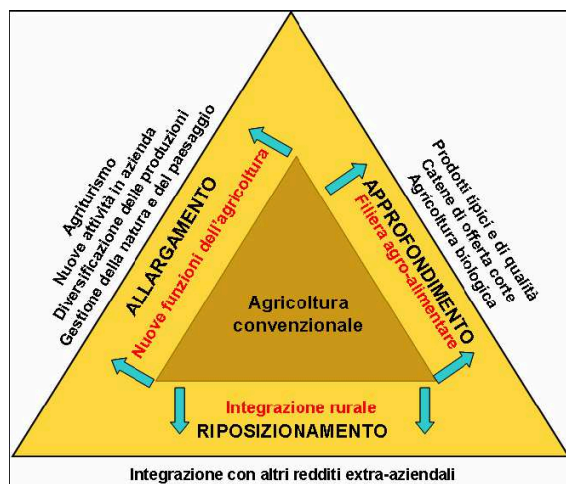 Agriturismo
Nuove attività in azienda
Diversificazione delle produzioni
Gestione della natura e del paesaggio
ALLARGAMENTO
Nuove funzioni dell'agricoltura
Prodotti tipici e di qualità
Catene di offerta corte
Agricoltura biologica
APPROFONDIMENTO
Filiera agro-alimentare
Agricoltura
convenzionale
Integrazione rurale
RIPOSIZIONAMENTO
Integrazione con altri redditi extra-aziendali